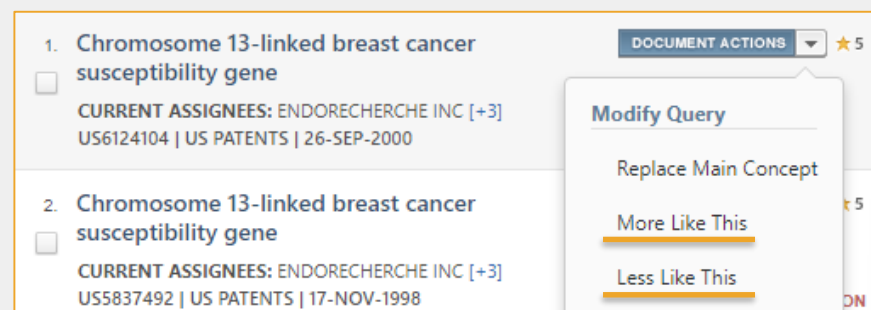 1. Chromosome 13-linked breast cancer
susceptibility gene
DOCUMENT ACTIONS
5
CURRENT ASSIGNEES: ENDORECHERCHE INC [+3]
US6124104 | US PATENTS | 26-SEP-2000
Modify Query
Replace Main Concept
More Like This
Less Like This
2. Chromosome 13-linked breast cancer
susceptibility gene
5
CURRENT ASSIGNEES: ENDORECHERCHE INC [+3]
US5837492 | US PATENTS | 17-NOV-1998
ON